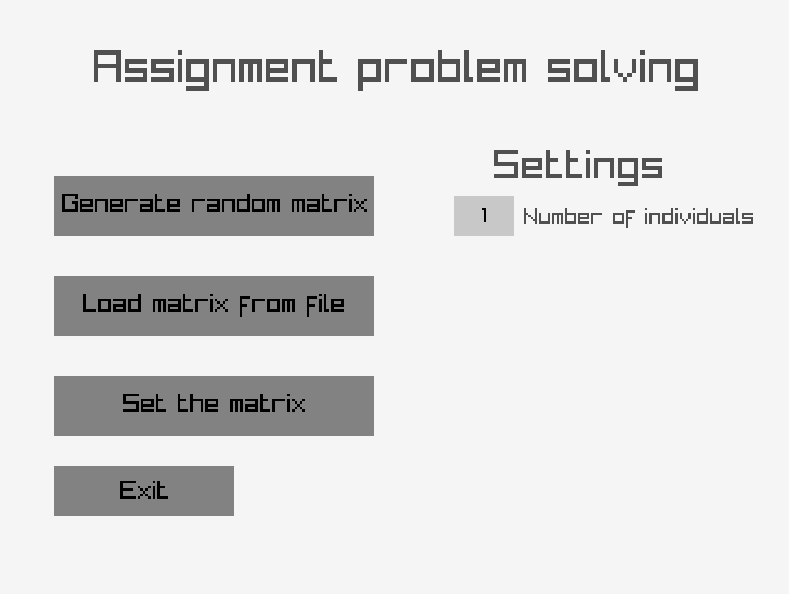 Assignment problem solving
Settings
Generate random matrix
1 Number of individuals
Load matrix from file
Set the matrix
Exit